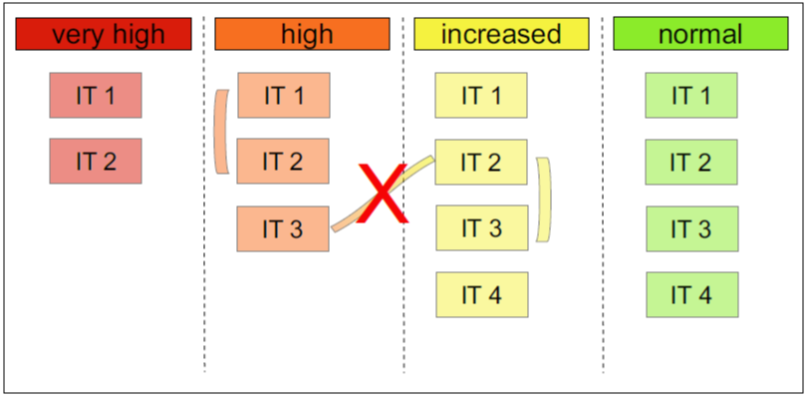 very high
high
increased
normal
IT 1
IT 1
IT 1
IT 1
IT 2
IT 2
IT 2
IT 2
X
IT 3
IT 3
IT 3
IT 4
IT 4